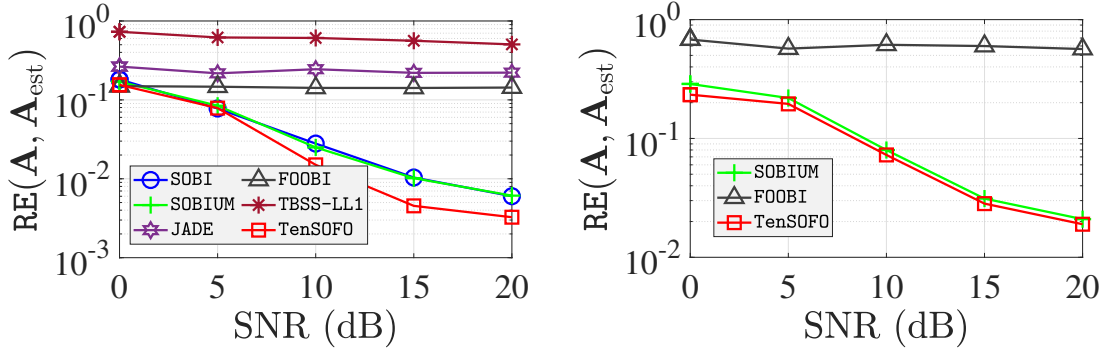 RE(A, A_est)
10^0
10^-1
10^-2
10^-3
SOBI
SOBIUM
JADE
FOOBI
TBSS-LL1
TenSOFO
0 5 10 15 20
SNR (dB)
RE(A, A_est)
10^0
10^-1
10^-2
SOBIUM
FOOBI
TenSOFO
0 5 10 15 20
SNR (dB)